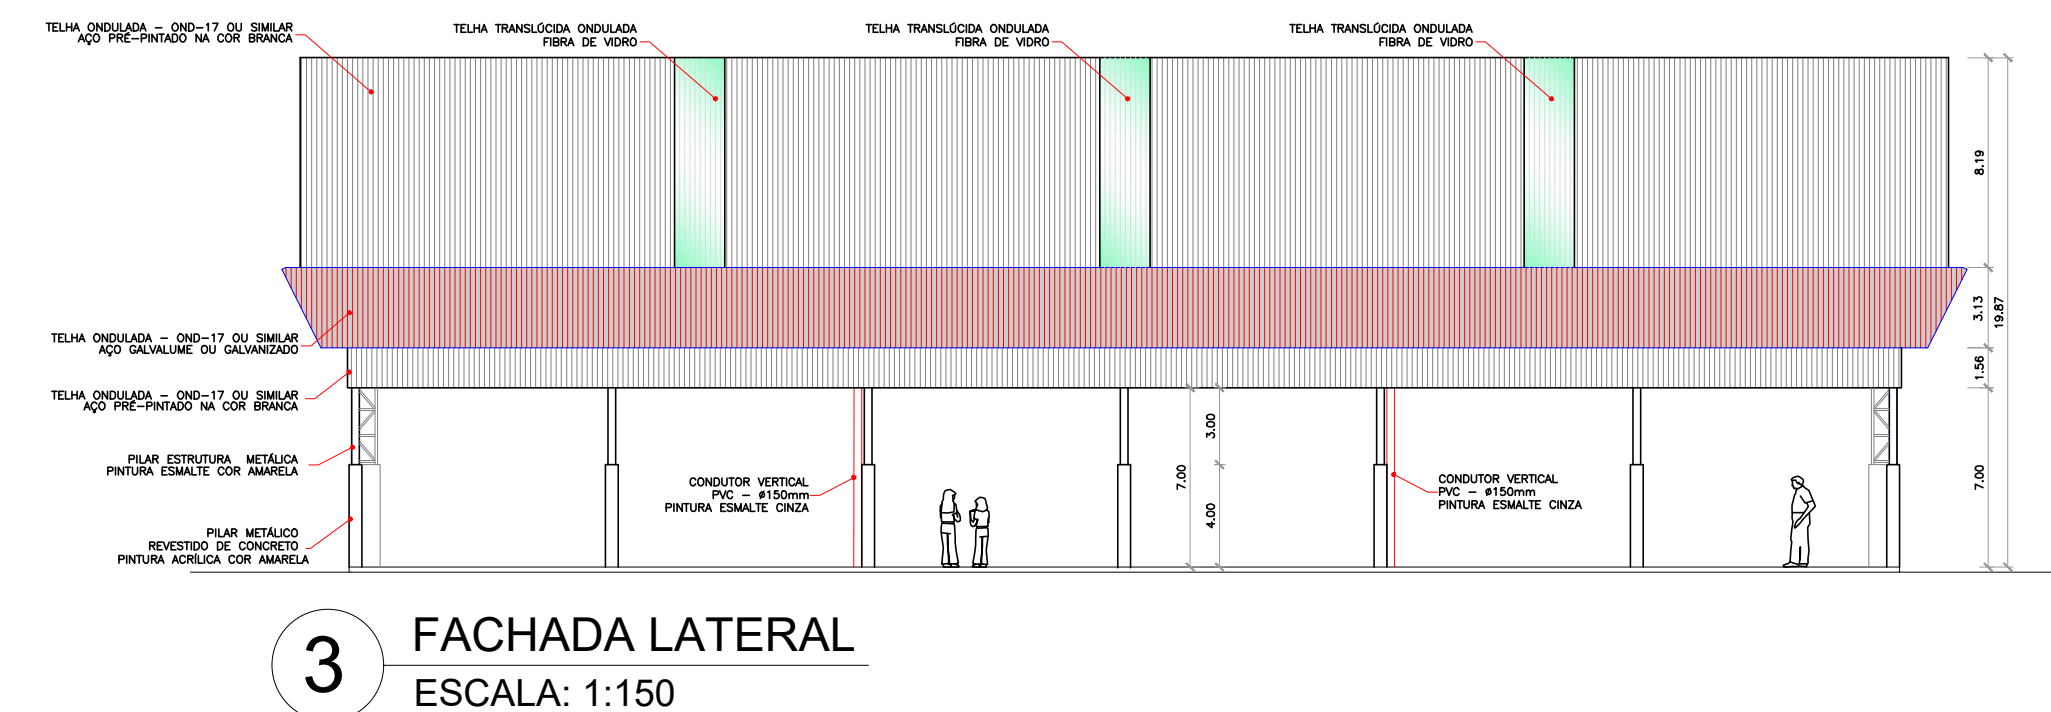 TELHA ONDULADA – OND–17 OU SIMILAR
AÇO PRÉ–PINTADO NA COR BRANCA
TELHA TRANSLÚCIDA ONDULADA
FIBRA DE VIDRO
TELHA TRANSLÚCIDA ONDULADA
FIBRA DE VIDRO
TELHA TRANSLÚCIDA ONDULADA
FIBRA DE VIDRO
8.19
3.13
19.87
1.56
7.00
TELHA ONDULADA – OND–17 OU SIMILAR
AÇO GALVALUME OU GALVANIZADO
TELHA ONDULADA – OND–17 OU SIMILAR
AÇO PRÉ–PINTADO NA COR BRANCA
PILAR ESTRUTURA METÁLICA
PINTURA ESMALTE COR AMARELA
PILAR METÁLICO
REVESTIDO DE CONCRETO
PINTURA ACRÍLICA COR AMARELA
CONDUTOR VERTICAL
PVC – ø150mm
PINTURA ESMALTE CINZA
7.00
3.00
4.00
CONDUTOR VERTICAL
PVC – ø150mm
PINTURA ESMALTE CINZA
3
FACHADA LATERAL
ESCALA: 1:150